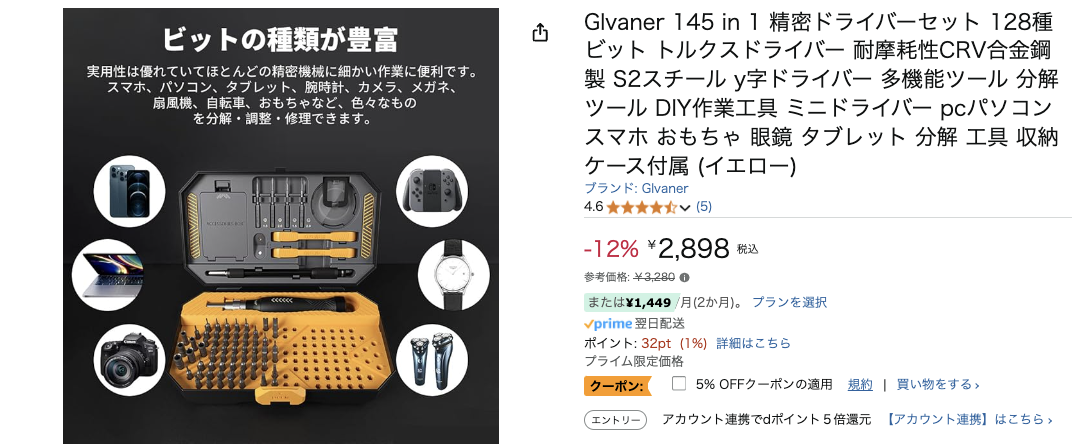 ビットの種類が豊富
実用性は優れていてほとんどの精密機械に細かい作業に便利です。
スマホ、パソコン、タブレット、腕時計、カメラ、メガネ、
扇風機、自転車、おもちゃなど、色々なもの
を分解・調整・修理できます。
Glvaner 145 in 1 精密ドライバーセット 128種
ビット トルクスドライバー 耐摩耗性CRV合金鋼
製 S2スチール y字ドライバー 多機能ツール 分解
ツール DIY作業工具 ミニドライバー pcパソコン
スマホ おもちゃ 眼鏡 タブレット 分解 工具 収納
ケース付属 (イエロー)
ブランド: Glvaner
4.6 (5)
-12% ¥2,898 税込
参考価格: ¥3,280
または¥1,449 /月(2か月)。 プランを選択
prime 翌日配送
ポイント: 32pt (1%) 詳細はこちら
プライム限定価格
クーポン: 5% OFFクーポンの適用 規約 | 買い物をする›
エントリー アカウント連携でdポイント5倍還元 【アカウント連携】はこちら›